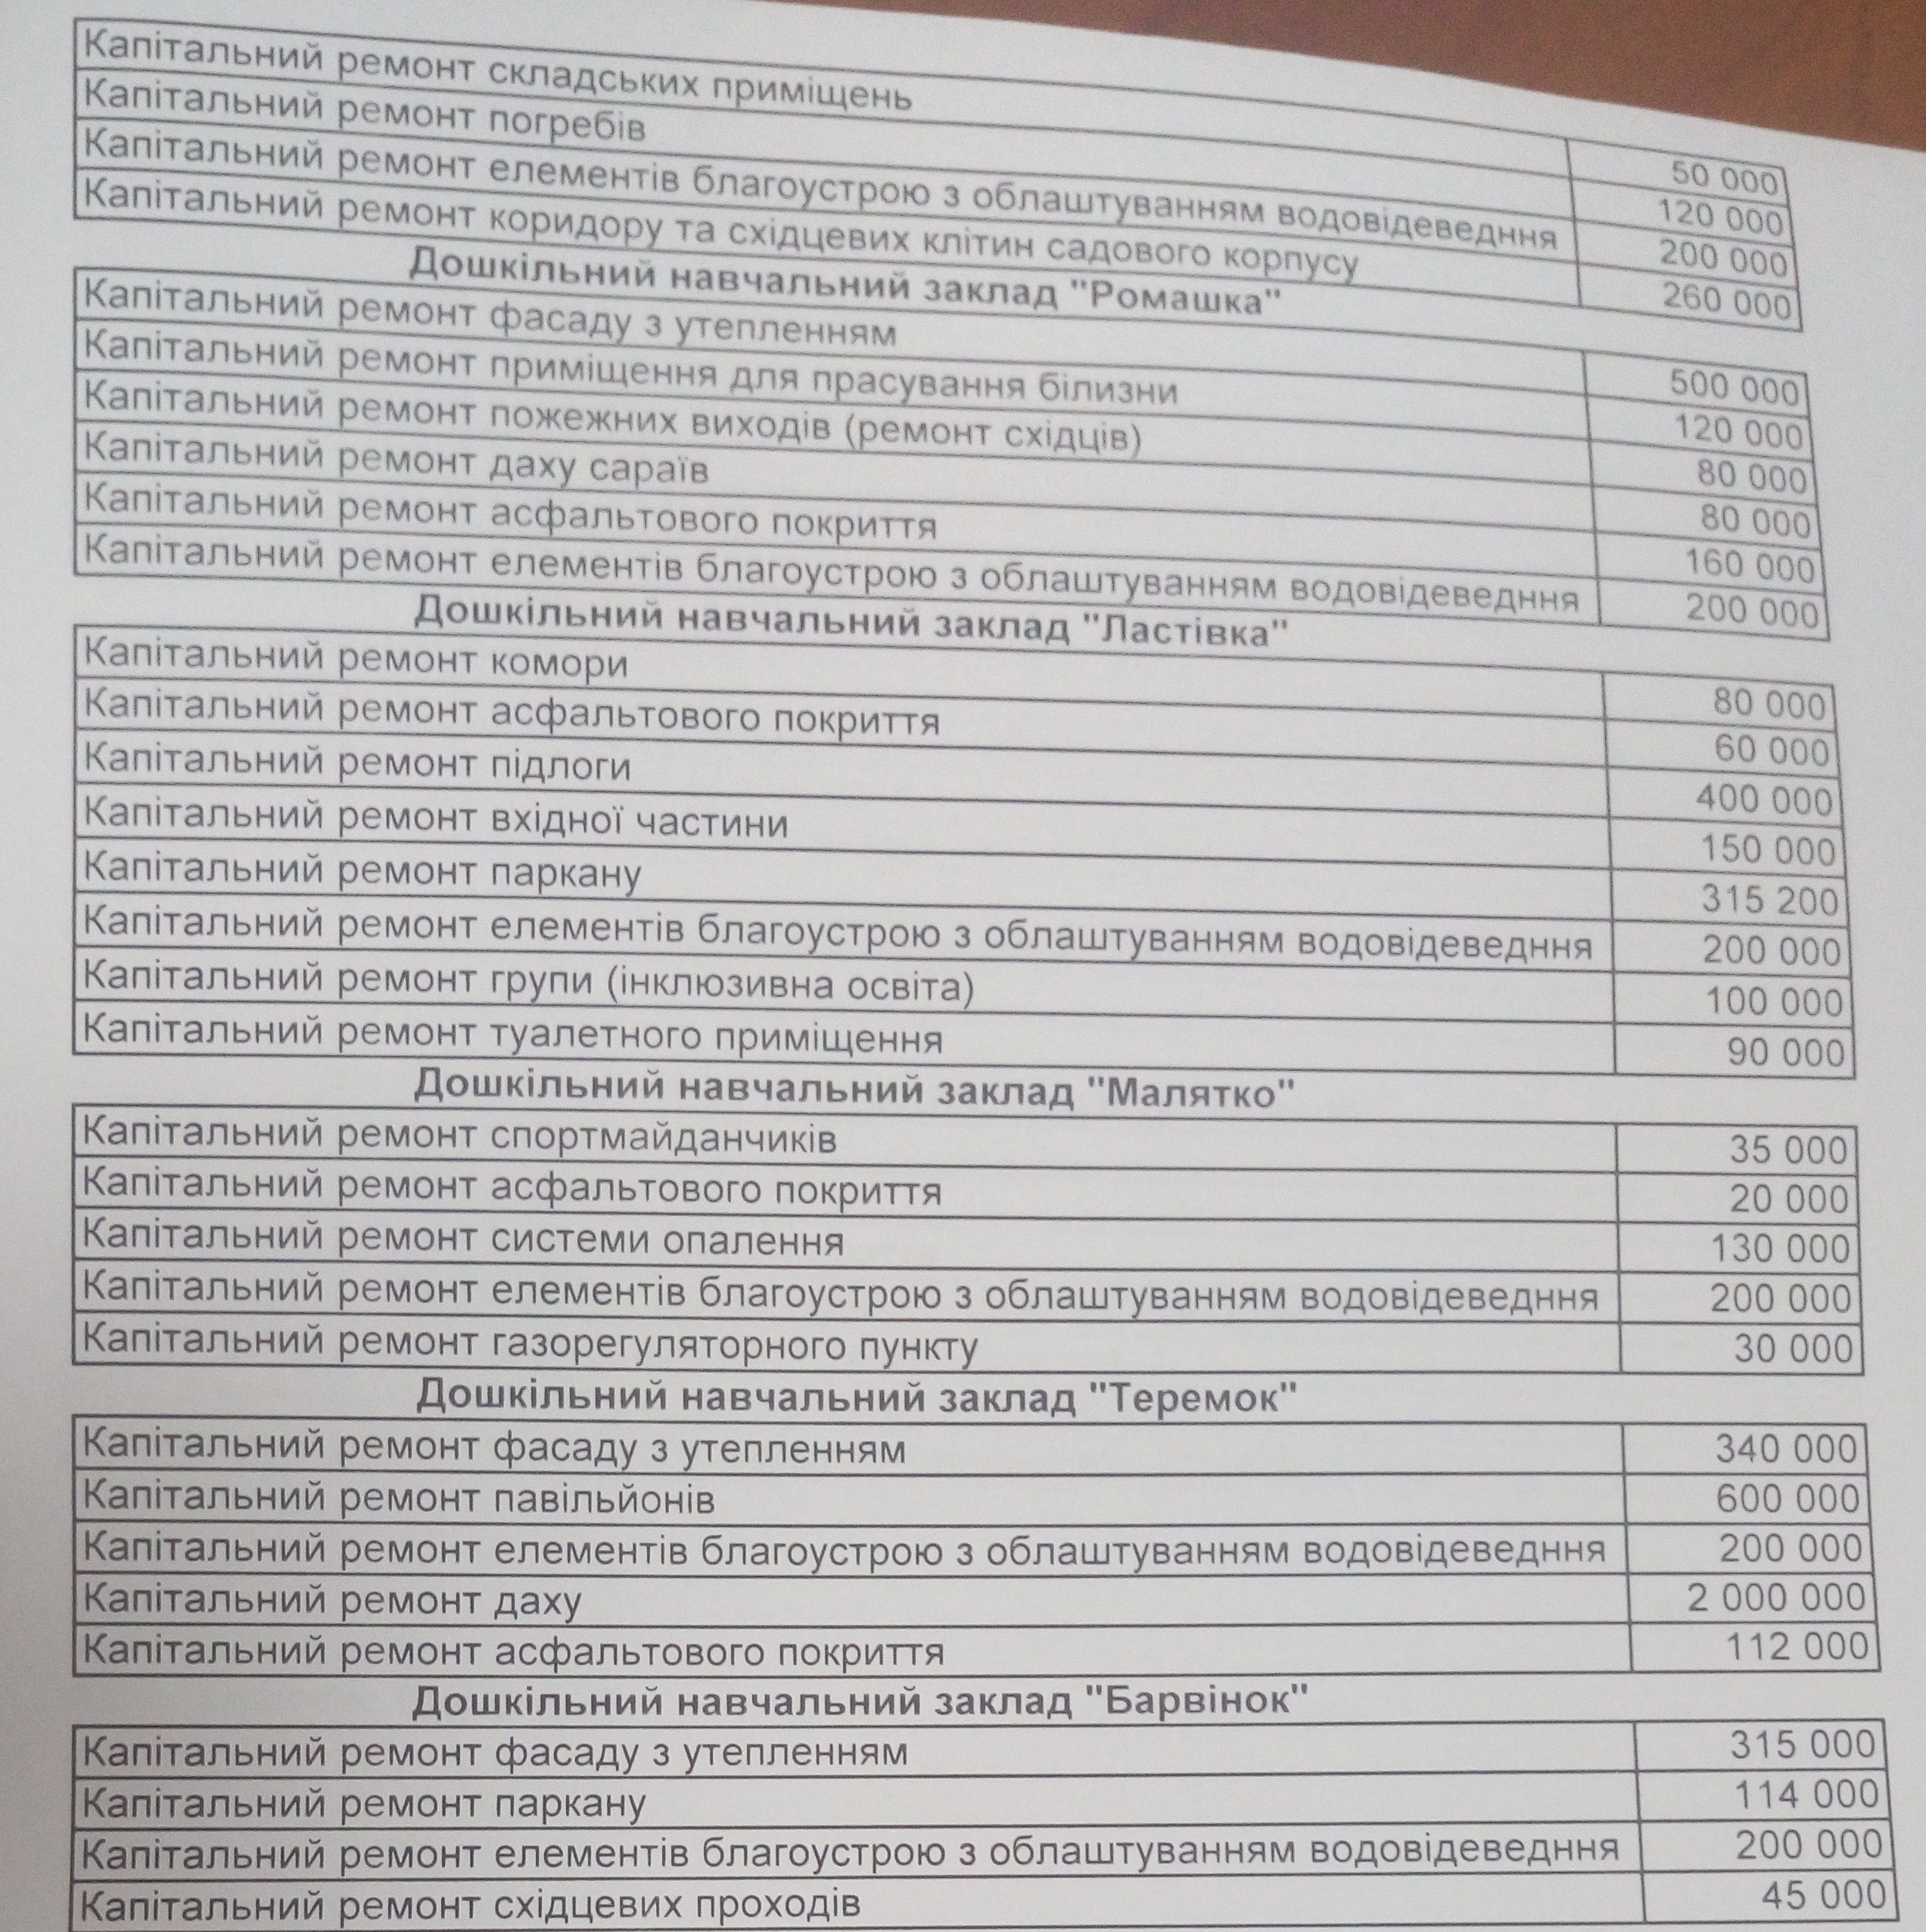 Капітальний ремонт складських приміщень 50 000
Капітальний ремонт погребів 120 000
Капітальний ремонт елементів благоустрою з облаштуванням водовідеведння 200 000
Капітальний ремонт коридору та східцевих клітин садового корпусу 260 000
Дошкільний навчальний заклад "Ромашка"
Капітальний ремонт фасаду з утепленням 500 000
Капітальний ремонт приміщення для прасування білизни 120 000
Капітальний ремонт пожежних виходів (ремонт східців) 80 000
Капітальний ремонт даху сараїв 80 000
Капітальний ремонт асфальтового покриття 160 000
Капітальний ремонт елементів благоустрою з облаштуванням водовідеведння 200 000
Дошкільний навчальний заклад "Ластівка"
Капітальний ремонт комори 80 000
Капітальний ремонт асфальтового покриття 60 000
Капітальний ремонт підлоги 400 000
Капітальний ремонт вхідної частини 150 000
Капітальний ремонт паркану 315 200
Капітальний ремонт елементів благоустрою з облаштуванням водовідеведння 200 000
Капітальний ремонт групи (інклюзивна освіта) 100 000
Капітальний ремонт туалетного приміщення 90 000
Дошкільний навчальний заклад "Малятко"
Капітальний ремонт спортмайданчиків 35 000
Капітальний ремонт асфальтового покриття 20 000
Капітальний ремонт системи опалення 130 000
Капітальний ремонт елементів благоустрою з облаштуванням водовідеведння 200 000
Капітальний ремонт газорегуляторного пункту 30 000
Дошкільний навчальний заклад "Теремок"
Капітальний ремонт фасаду з утепленням 340 000
Капітальний ремонт павільйонів 600 000
Капітальний ремонт елементів благоустрою з облаштуванням водовідеведння 200 000
Капітальний ремонт даху 2 000 000
Капітальний ремонт асфальтового покриття 112 000
Дошкільний навчальний заклад "Барвінок"
Капітальний ремонт фасаду з утепленням 315 000
Капітальний ремонт паркану 114 000
Капітальний ремонт елементів благоустрою з облаштуванням водовідеведння 200 000
Капітальний ремонт східцевих проходів 45 000